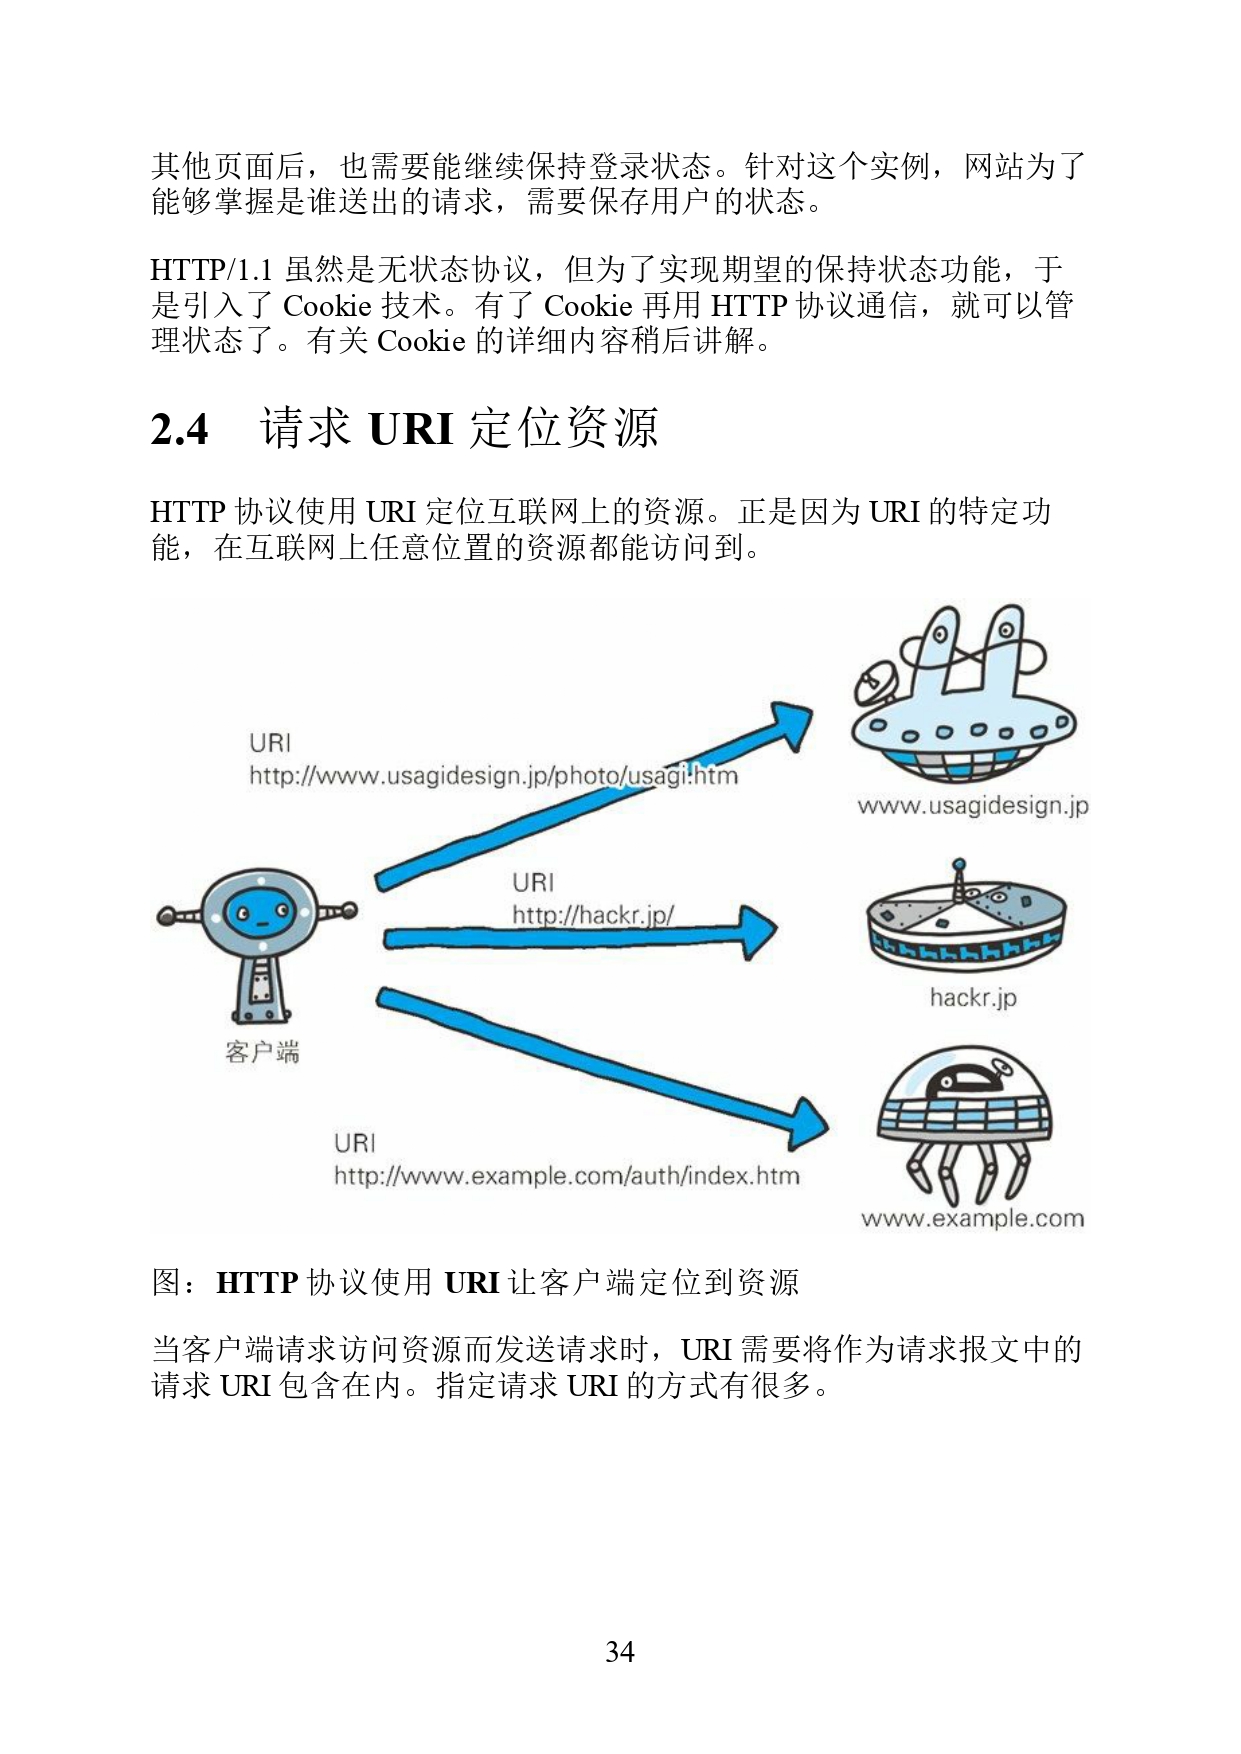 其他页面后，也需要能继续保持登录状态。针对这个实例，网站为了
能够掌握是谁送出的请求，需要保存用户的状态。
HTTP/1.1 虽然是无状态协议，但为了实现期望的保持状态功能，于
是引入了 Cookie 技术。有了 Cookie 再用 HTTP 协议通信，就可以管
理状态了。有关 Cookie 的详细内容稍后讲解。
2.4 请求 URI 定位资源
HTTP 协议使用 URI 定位互联网上的资源。正是因为 URI 的特定功
能，在互联网上任意位置的资源都能访问到。
URI
http://www.usagidesign.jp/photo/usagi.htm
www.usagidesign.jp
URI
http://hackr.jp/
hackr.jp
客户端
URI
http://www.example.com/auth/index.htm
www.example.com
图：HTTP 协议使用 URI 让客户端定位到资源
当客户端请求访问资源而发送请求时，URI 需要将作为请求报文中的
请求 URI 包含在内。指定请求 URI 的方式有很多。
34